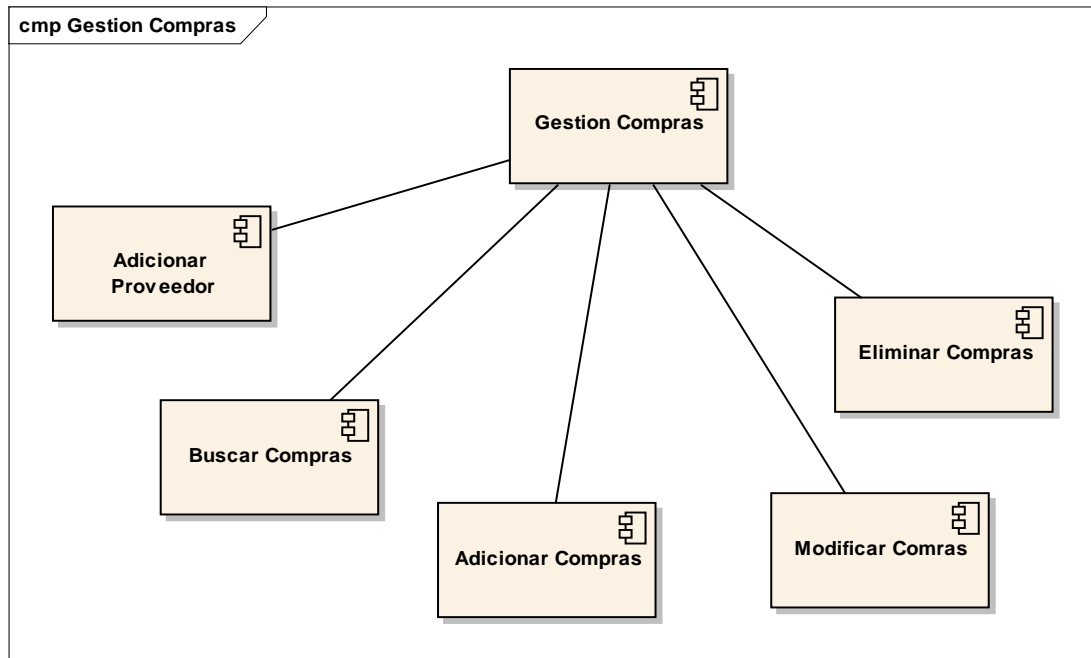 cmp Gestion Compras
Gestion Compras
Adicionar
Proveedor
Eliminar Compras
Buscar Compras
Adicionar Compras
Modificar Comras